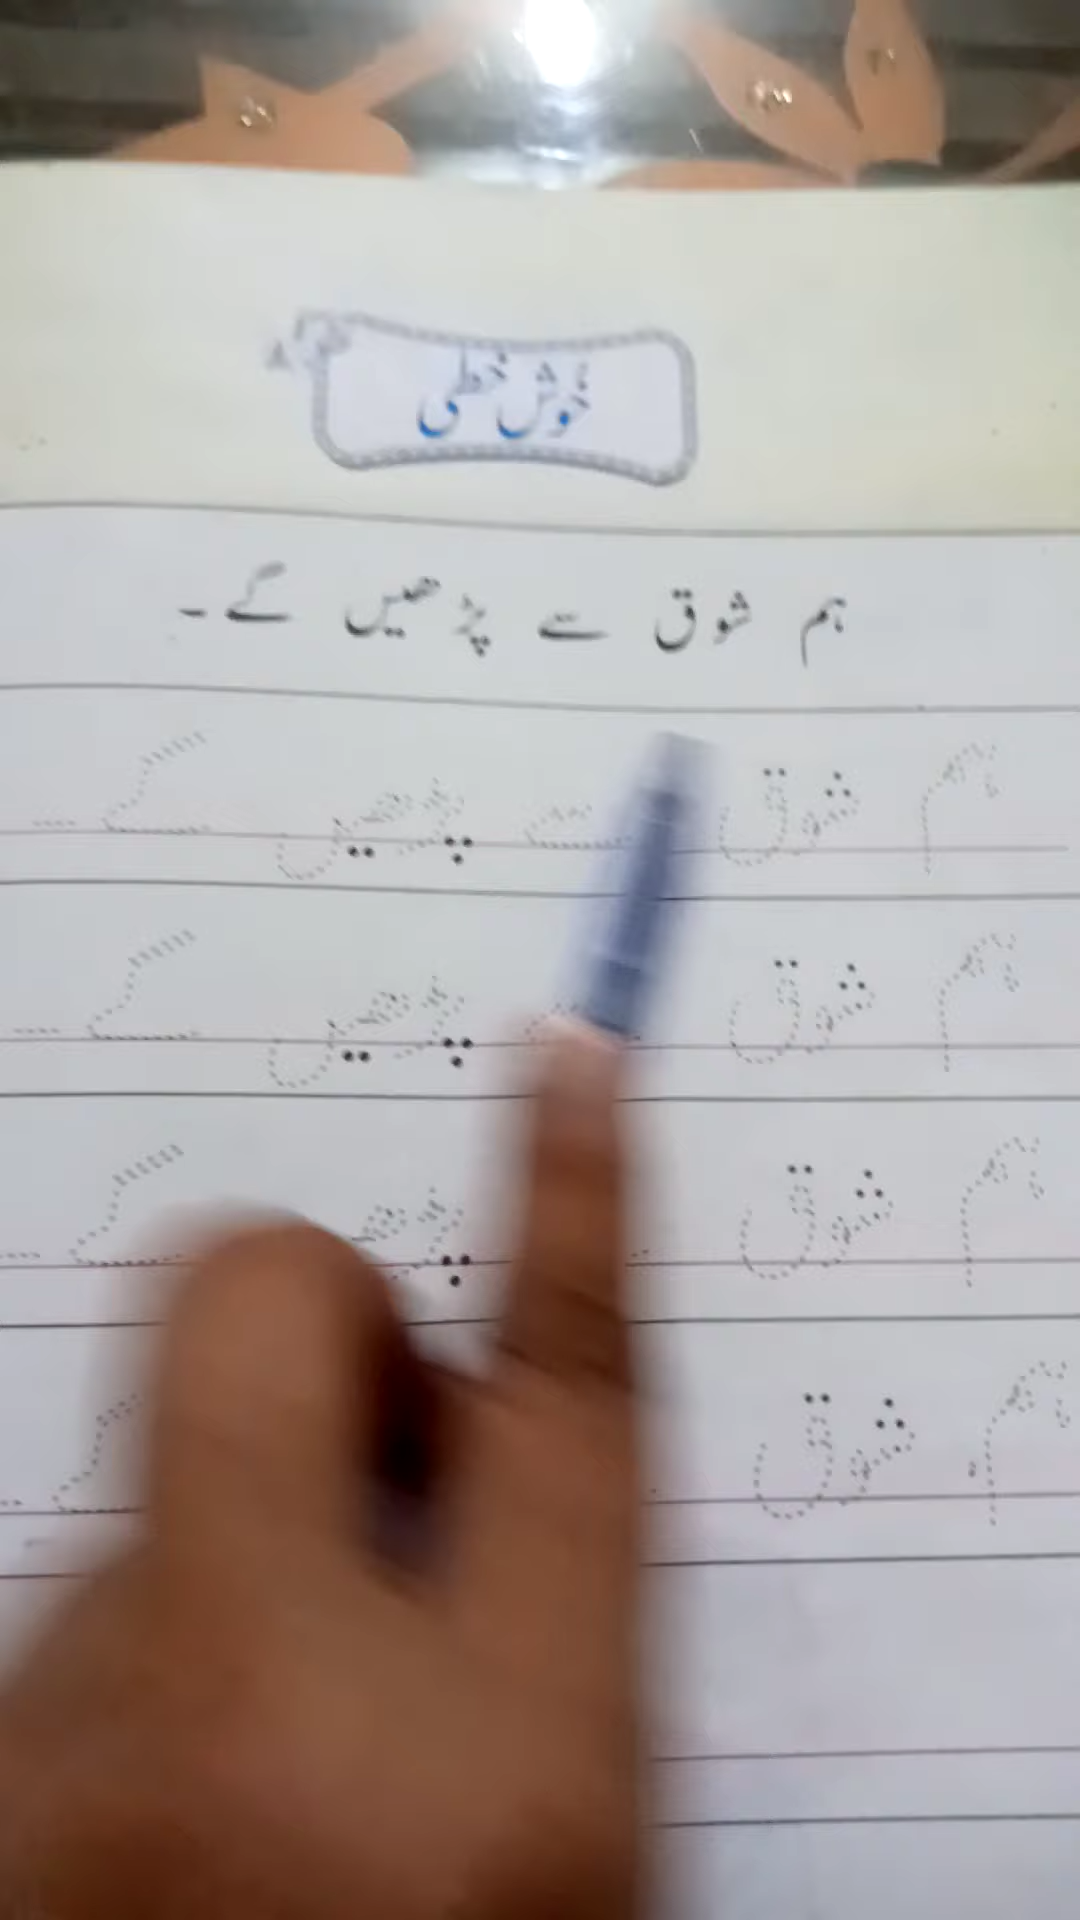 خوش خطی
ہم شوق سے پڑھیں گے۔
ہم شوق سے پڑھیں گے۔
ہم شوق پڑھیں گے۔
ہم شوق
ہم شوق